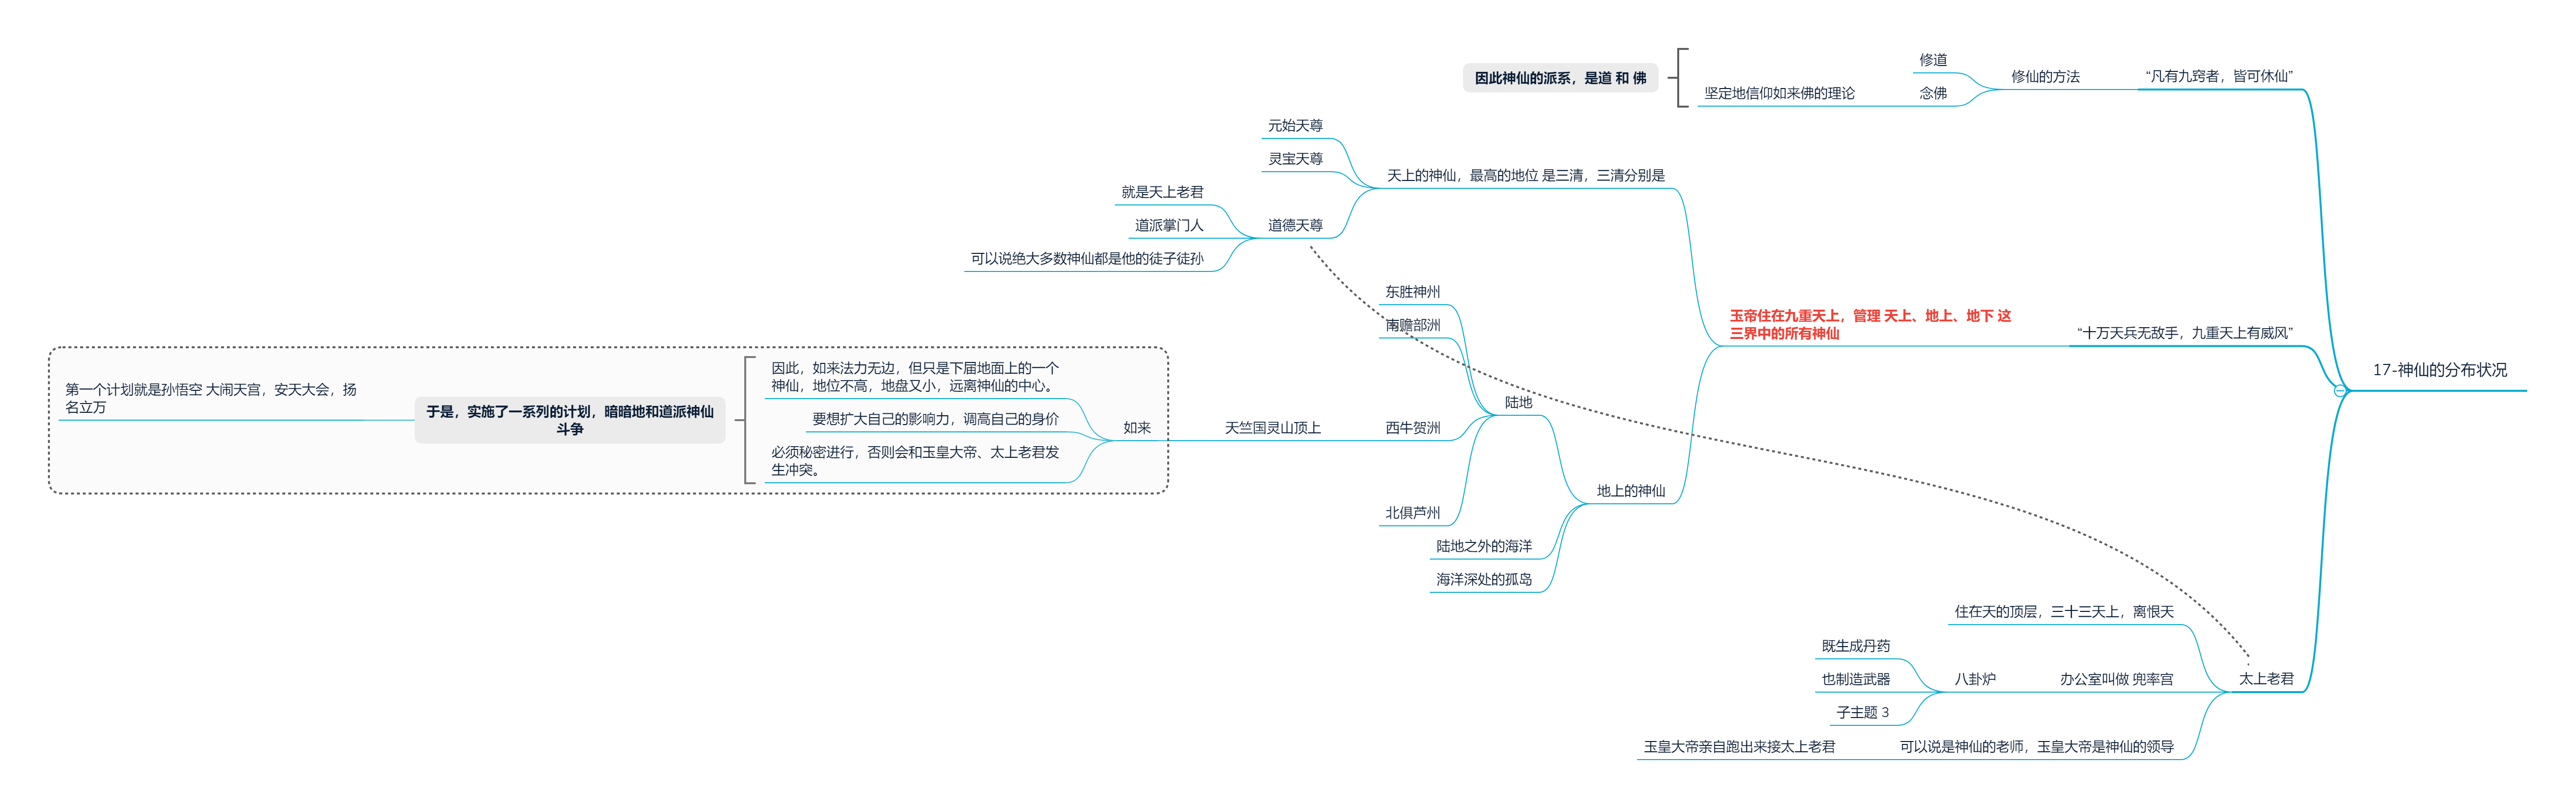 17-神仙的分布状况
“凡有九窍者，皆可休仙”
修仙的方法
修道
念佛
坚定地信仰如来佛的理论
因此神仙的派系，是道 和 佛
“十万天兵无敌手，九重天上有威风”
玉帝住在九重天上，管理 天上、地上、地下 这
三界中的所有神仙
天上的神仙，最高的地位 是三清，三清分别是
元始天尊
灵宝天尊
道德天尊
就是天上老君
道派掌门人
可以说绝大多数神仙都是他的徒子徒孙
地上的神仙
陆地
东胜神州
南赡部洲
西牛贺洲
天竺国灵山顶上
如来
因此，如来法力无边，但只是下届地面上的一个
神仙，地位不高，地盘又小，远离神仙的中心。
要想扩大自己的影响力，调高自己的身价
必须秘密进行，否则会和玉皇大帝、太上老君发
生冲突。
于是，实施了一系列的计划，暗暗地和道派神仙
斗争
第一个计划就是孙悟空 大闹天宫，安天大会，扬
名立万
北俱芦州
陆地之外的海洋
海洋深处的孤岛
太上老君
住在天的顶层，三十三天上，离恨天
办公室叫做 兜率宫
八卦炉
既生成丹药
也制造武器
子主题 3
可以说是神仙的老师，玉皇大帝是神仙的领导
玉皇大帝亲自跑出来接太上老君